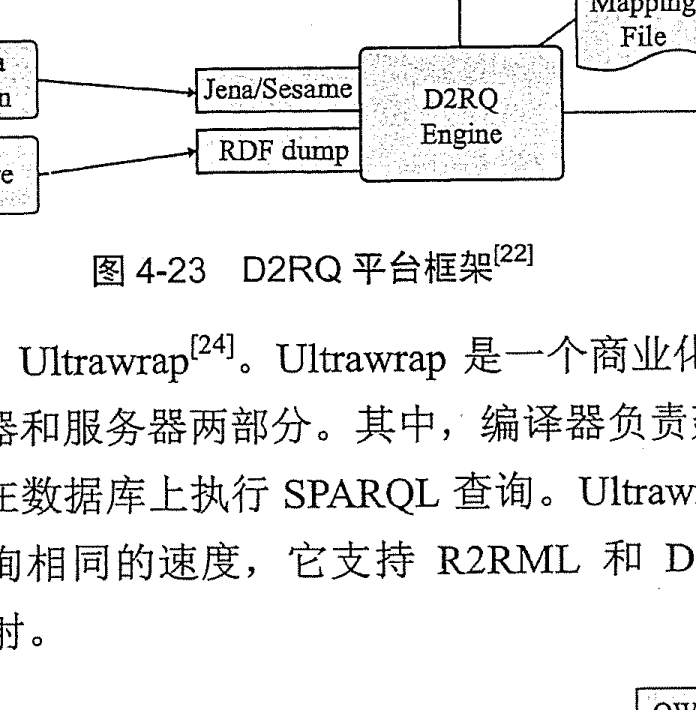 Mapping
File
Jena/Sesame
D2RQ
Engine
RDF dump
图 4-23 D2RQ 平台框架[22]
Ultrawrap[24]。Ultrawrap 是一个商业化
器和服务器两部分。其中，编译器负责
在数据库上执行 SPARQL 查询。Ultraw
询相同的速度，它支持 R2RML 和 D
射。